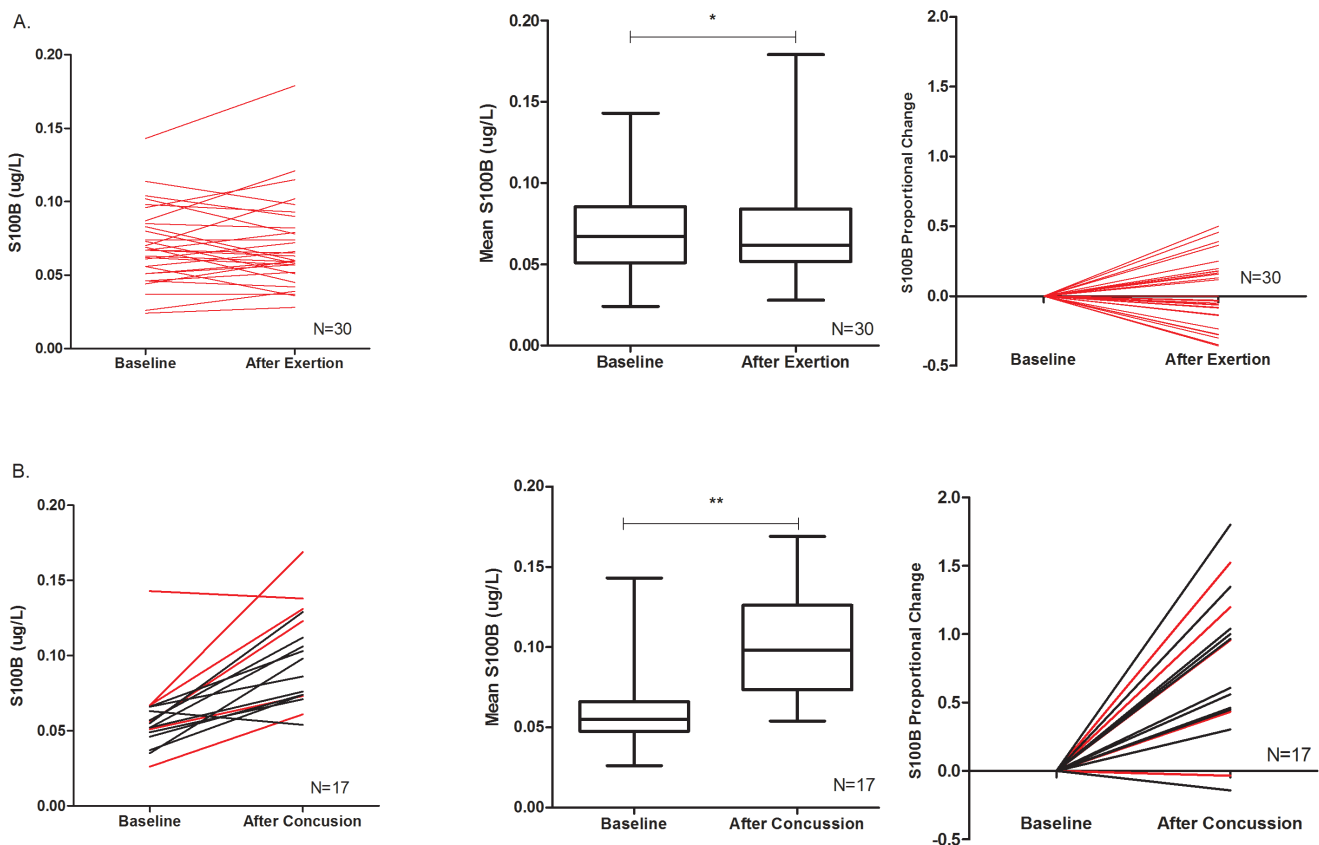 A.
S100B (ug/L)
0.20
0.15
0.10
0.05
0.00
Baseline
After Exertion
N=30
Mean S100B (ug/L)
0.20
0.15
0.10
0.05
0.00
*
Baseline
After Exertion
N=30
S100B Proportional Change
2.0
1.5
1.0
0.5
0.0
-0.5
Baseline
After Exertion
N=30
B.
S100B (ug/L)
0.20
0.15
0.10
0.05
0.00
Baseline
After Concusion
N=17
Mean S100B (ug/L)
0.20
0.15
0.10
0.05
0.00
**
Baseline
After Concussion
N=17
S100B Proportional Change
2.0
1.5
1.0
0.5
0.0
-0.5
Baseline
After Concussion
N=17